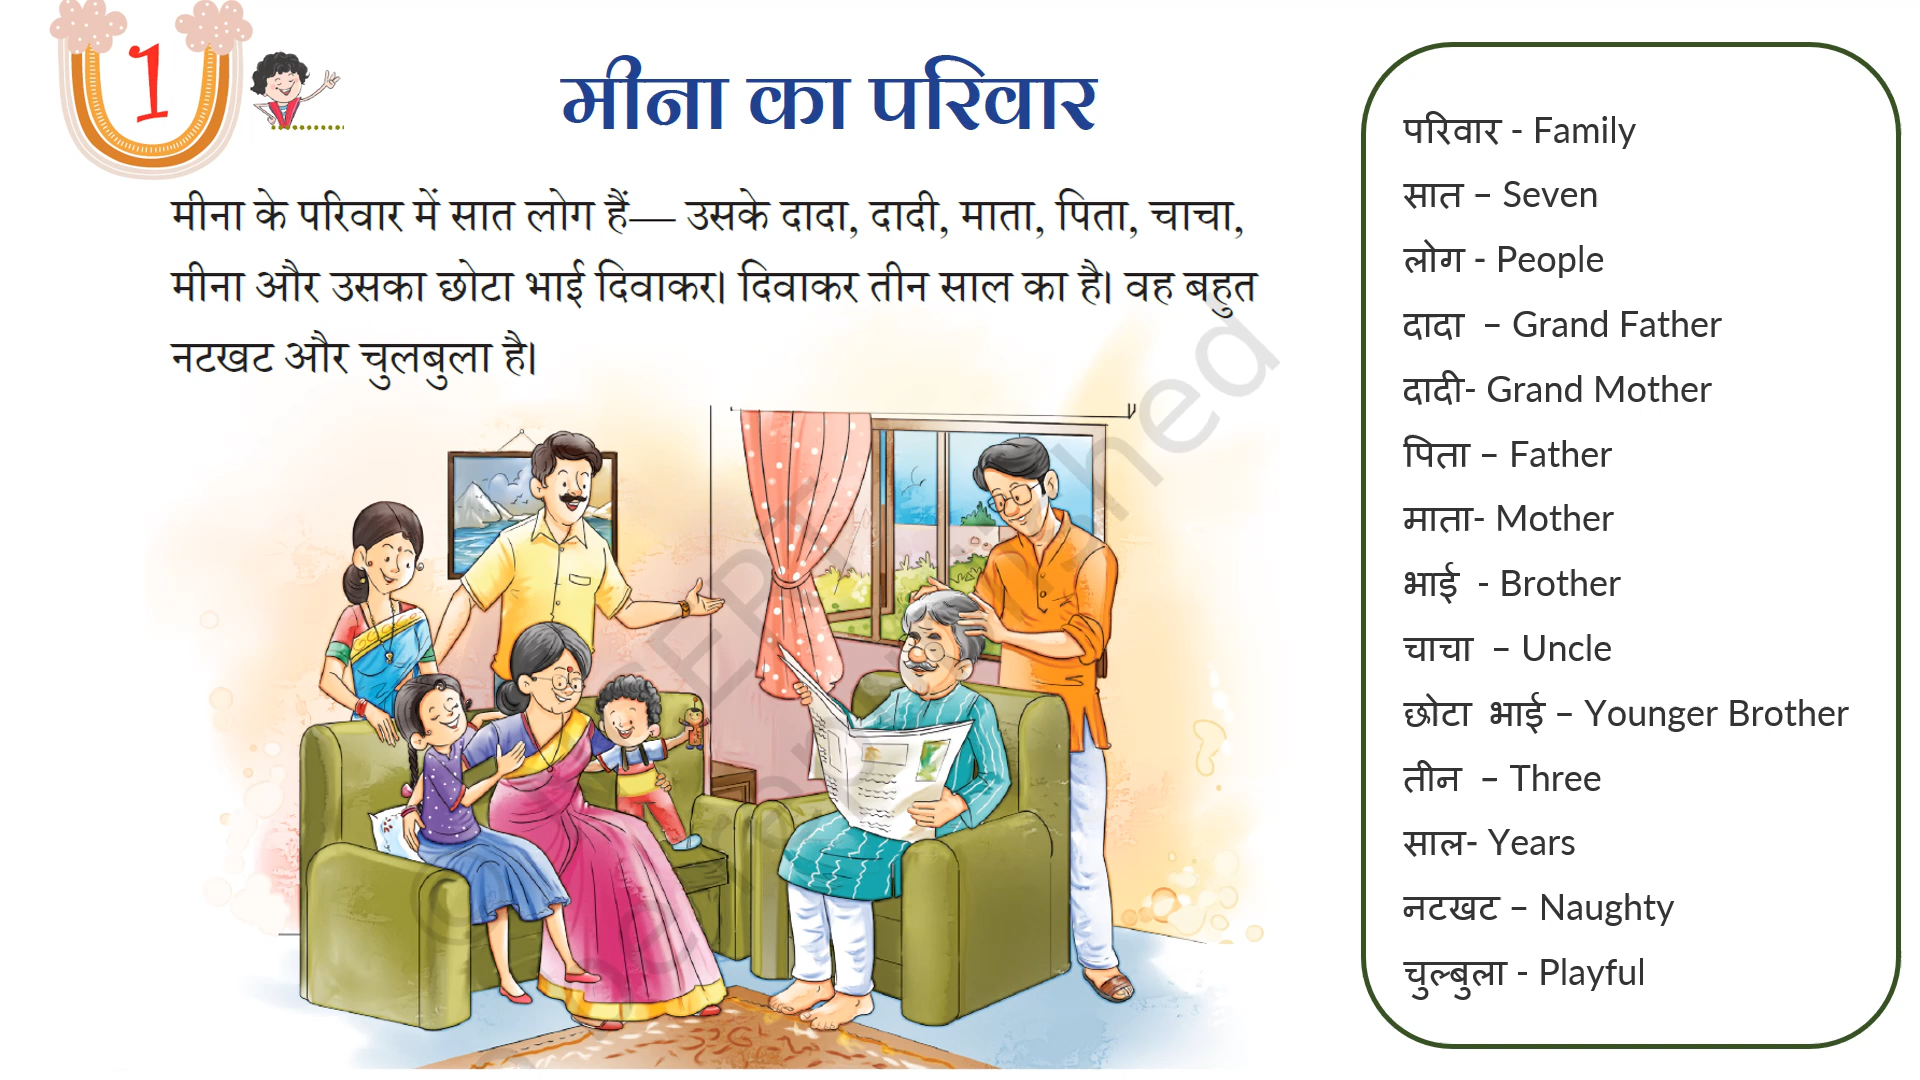 1
मीना का परिवार
मीना के परिवार में सात लोग हैं— उसके दादा, दादी, माता, पिता, चाचा,
मीना और उसका छोटा भाई दिवाकर। दिवाकर तीन साल का है। वह बहुत
नटखट और चुलबुला है।
परिवार - Family
सात – Seven
लोग - People
दादा – Grand Father
दादी- Grand Mother
पिता – Father
माता- Mother
भाई - Brother
चाचा – Uncle
छोटा भाई – Younger Brother
तीन – Three
साल- Years
नटखट – Naughty
चुल्बुला - Playful